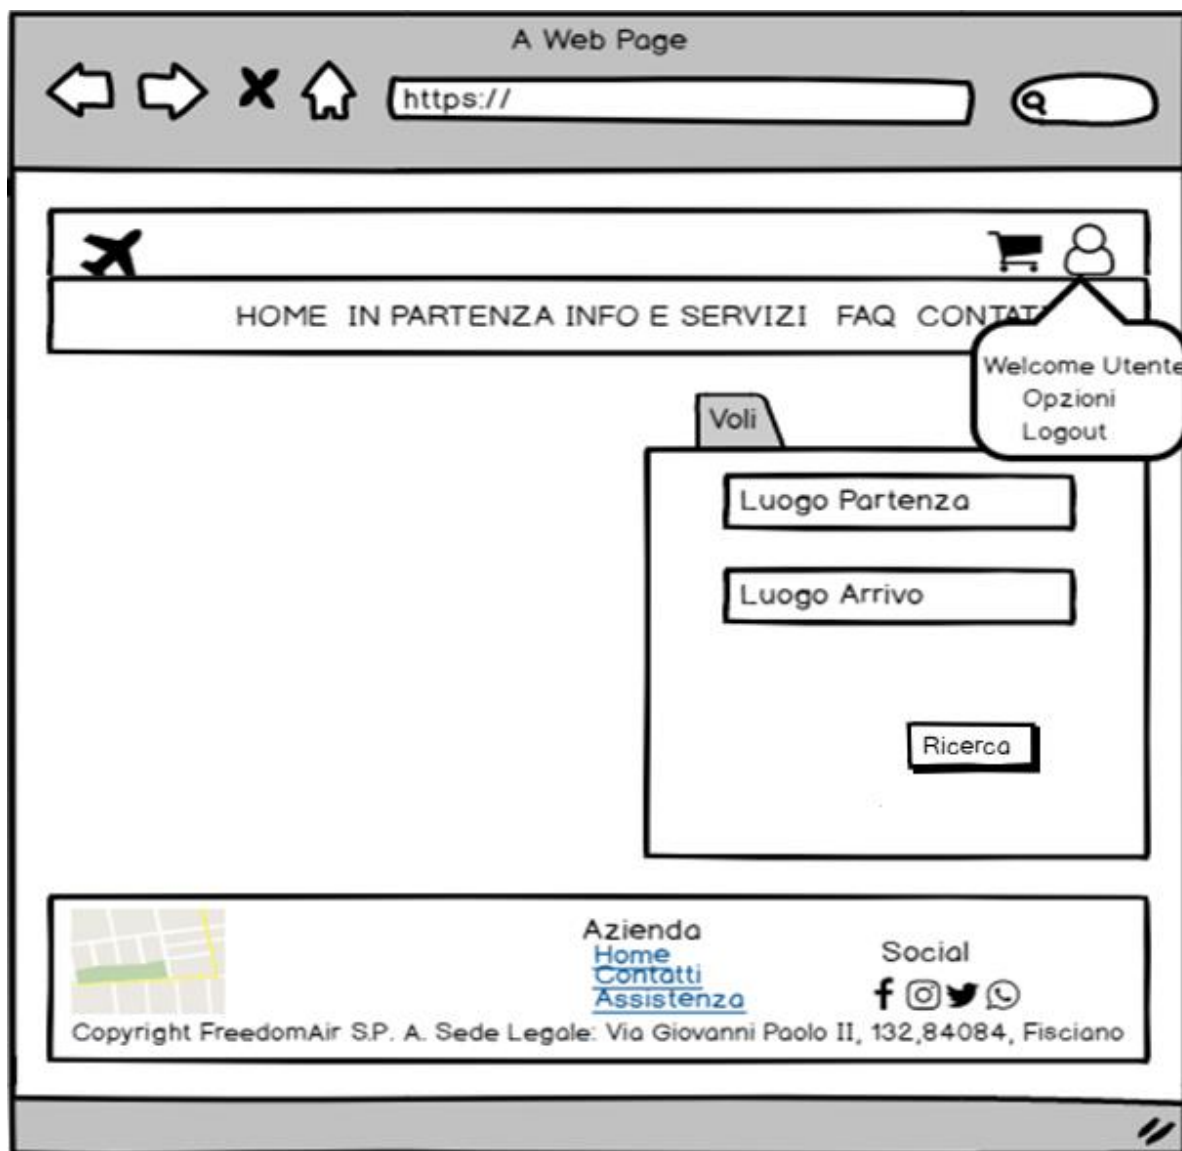 A Web Page
https://
HOME IN PARTENZA INFO E SERVIZI FAQ
Welcome Utente
Opzioni
Logout
Voli
Luogo Partenza
Luogo Arrivo
Ricerca
Azienda
Home
Contatti
Assistenza
Social
Copyright FreedomAir S.P. A. Sede Legale: Via Giovanni Paolo II, 132,84084, Fisciano